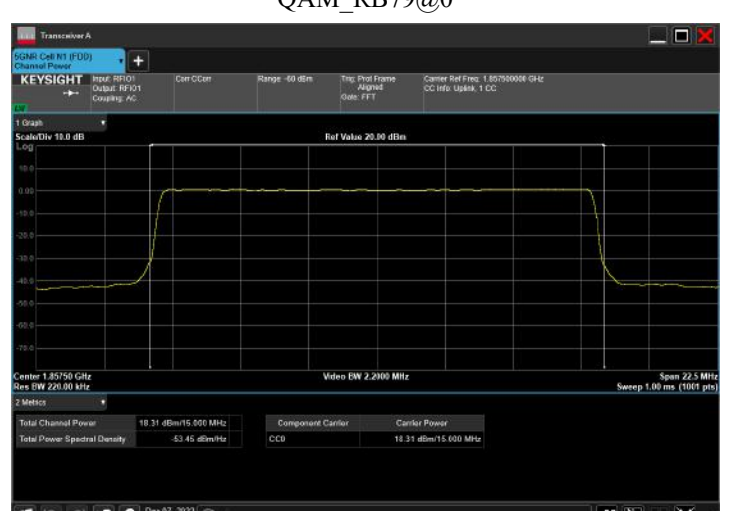 QAM_RB79@0
Transceiver A
5GNR Cell N1 (FDD)
Channel Power
+
KEYSIGHT
Input: RFIO1
Output: RFIO1
Coupling: AC
Corr CCorr
Range -60 dBm
Trig: Prot Frame
Aligned
Gate: FFT
Carrier Ref Freq: 1.857500000 GHz
CC Info: Uplink, 1 CC
1 Graph
Scale/Div 10.0 dB
Ref Value 20.00 dBm
Log
10.0
0.00
-10.0
-20.0
-30.0
-40.0
-50.0
-60.0
-70.0
Center 1.85750 GHz
Video BW 2.2000 MHz
Span 22.5 MHz
Res BW 220.00 kHz
Sweep 1.00 ms (1001 pts)
2 Metrics
Total Channel Power 18.31 dBm/15.000 MHz
Total Power Spectral Density -53.45 dBm/Hz
Component Carrier Carrier Power
CC0 18.31 dBm/15.000 MHz